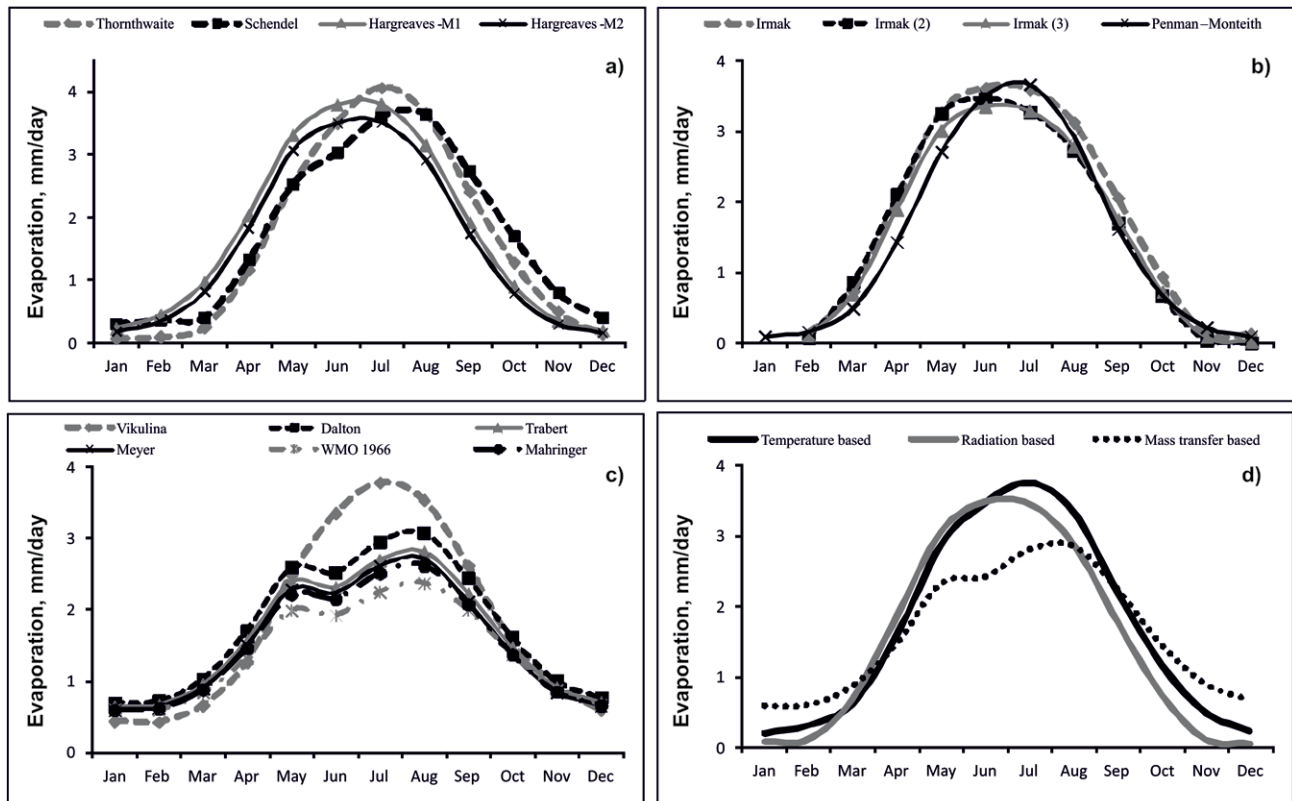 Thornthwaite Schendel Hargreaves -M1 Hargreaves -M2
a)
Evaporation, mm/day
4
3
2
1
0
Jan Feb Mar Apr May Jun Jul Aug Sep Oct Nov Dec
Irmak Irmak (2) Irmak (3) Penman–Monteith
b)
Evaporation, mm/day
4
3
2
1
0
Jan Feb Mar Apr May Jun Jul Aug Sep Oct Nov Dec
Vikulina Dalton Trabert
Meyer WMO 1966 Mahringer
c)
Evaporation, mm/day
4
3
2
1
0
Jan Feb Mar Apr May Jun Jul Aug Sep Oct Nov Dec
Temperature based Radiation based Mass transfer based
d)
Evaporation, mm/day
4
3
2
1
0
Jan Feb Mar Apr May Jun Jul Aug Sep Oct Nov Dec